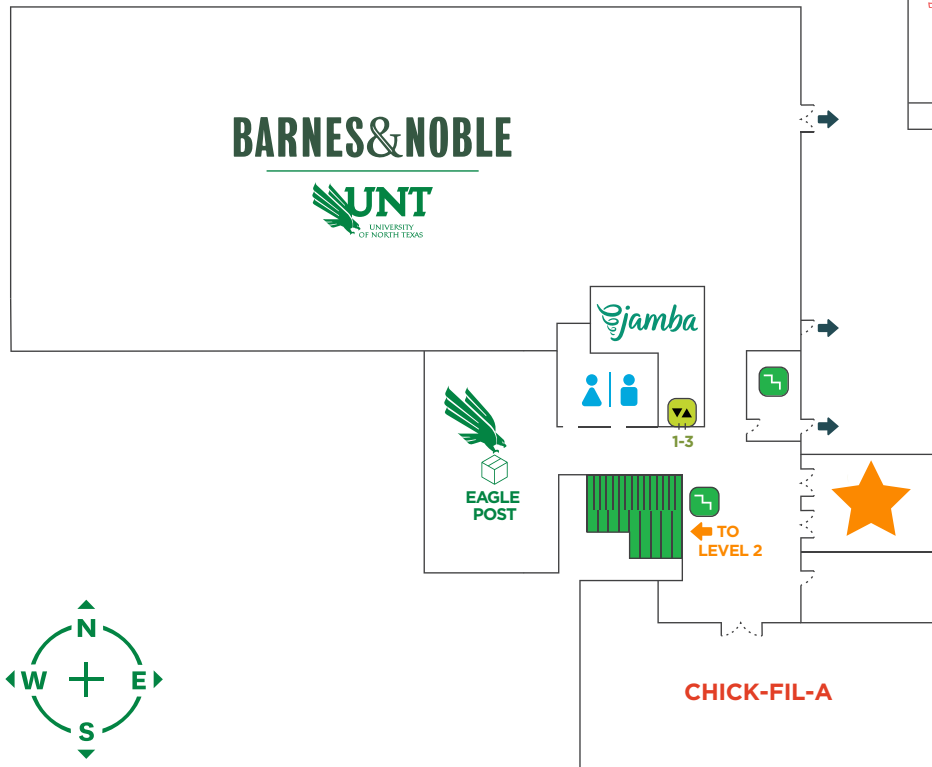 BARNES&NOBLE
UNT
UNIVERSITY
OF NORTH TEXAS
jamba
1-3
EAGLE
POST
TO
LEVEL 2
N
W E
S
CHICK-FIL-A